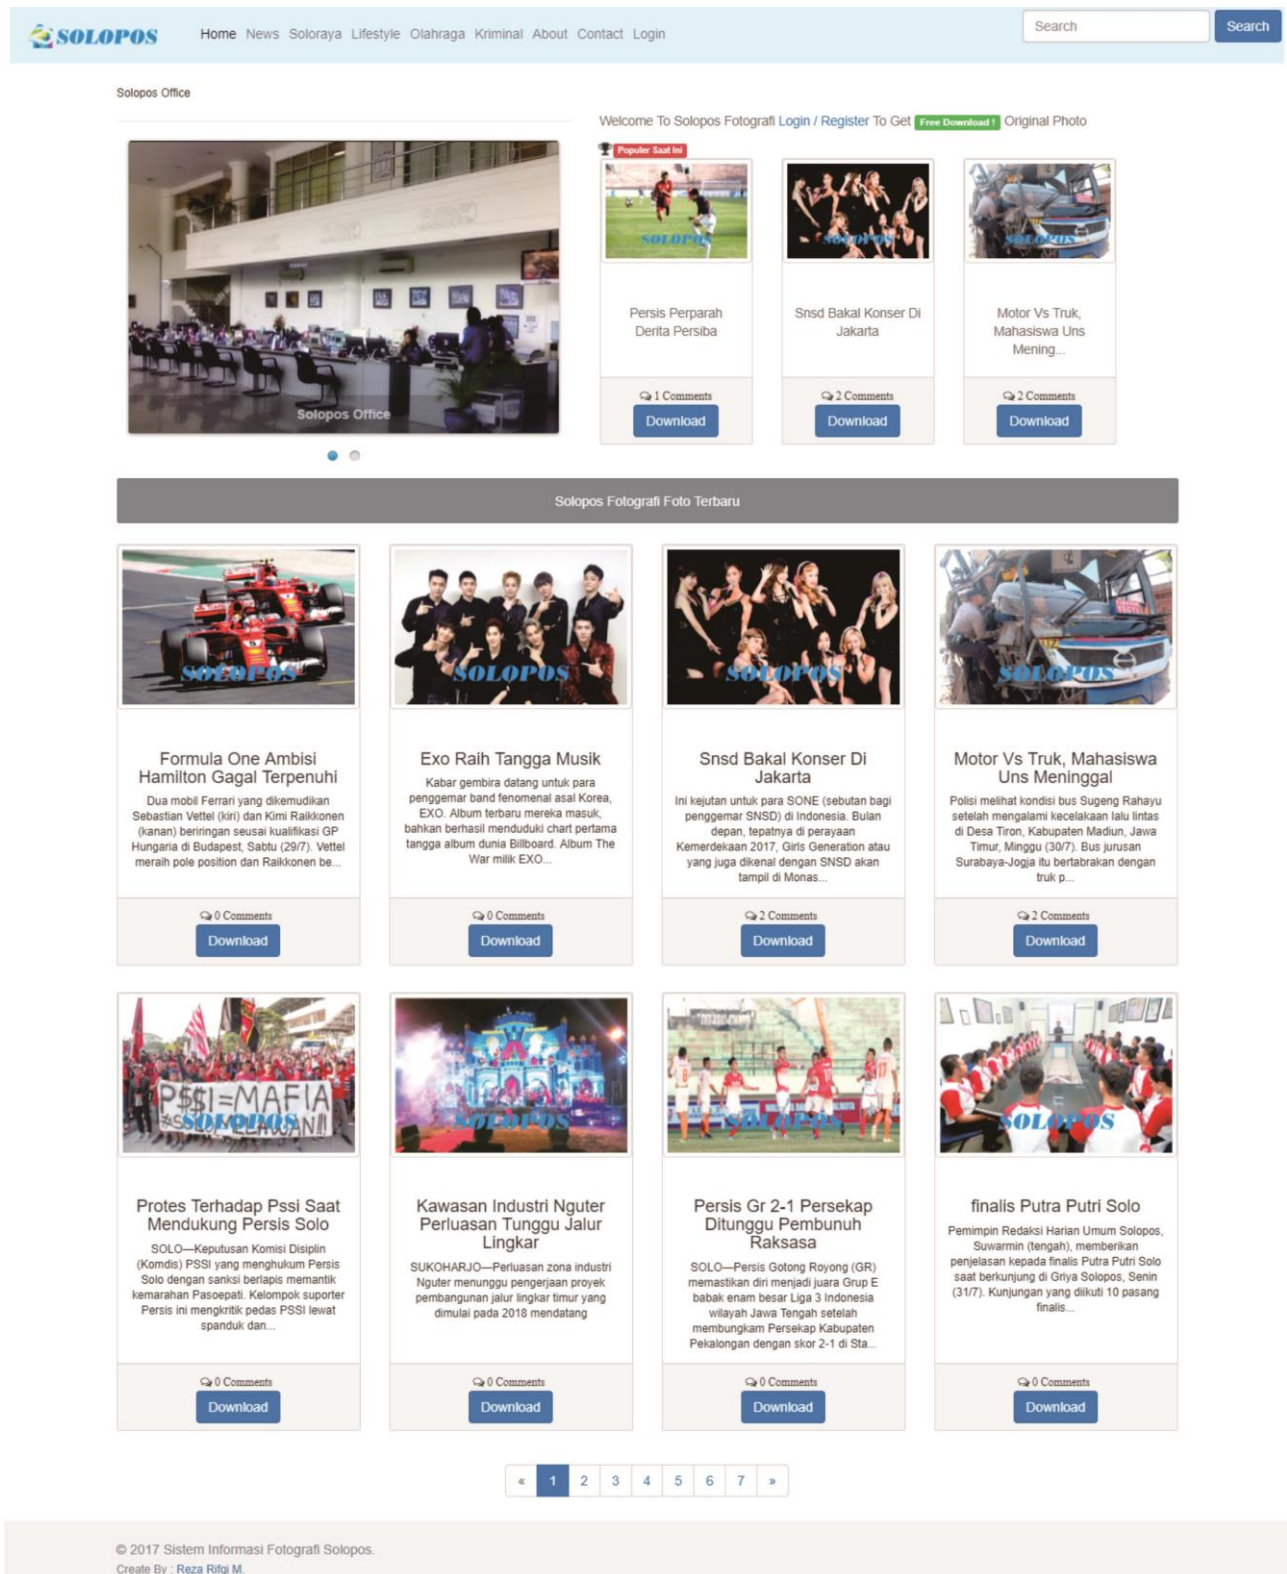 SOLOPOS
Home News Soloraya Lifestyle Olahraga Kriminal About Contact Login
Search
Search
Solopos Office
Welcome To Solopos Fotografi Login / Register To Get Free Download ! Original Photo
Populer Saat Ini
Solopos Office
SOLOPOS
SOLOPOS
SOLOPOS
Persis Perparah
Derita Persiba
Snsd Bakal Konser Di
Jakarta
Motor Vs Truk,
Mahasiswa Uns
Mening...
1 Comments
Download
2 Comments
Download
2 Comments
Download
Solopos Fotografi Foto Terbaru
SOLOPOS
Formula One Ambisi
Hamilton Gagal Terpenuhi
Dua mobil Ferrari yang dikemudikan
Sebastian Vettel (kiri) dan Kimi Raikkonen
(kanan) beriringan seusai kualifikasi GP
Hungaria di Budapest, Sabtu (29/7). Vettel
meraih pole position dan Raikkonen be...
0 Comments
Download
SOLOPOS
Exo Raih Tangga Musik
Kabar gembira datang untuk para
penggemar band fenomenal asal Korea,
EXO. Album terbaru mereka masuk,
bahkan berhasil menduduki chart pertama
tangga album dunia Billboard. Album The
War milik EXO...
0 Comments
Download
SOLOPOS
Snsd Bakal Konser Di
Jakarta
Ini kejutan untuk para SONE (sebutan bagi
penggemar SNSD) di Indonesia. Bulan
depan, tepatnya di perayaan
Kemerdekaan 2017, Girls Generation atau
yang juga dikenal dengan SNSD akan
tampil di Monas...
2 Comments
Download
SOLOPOS
Motor Vs Truk, Mahasiswa
Uns Meninggal
Polisi melihat kondisi bus Sugeng Rahayu
setelah mengalami kecelakaan lalu lintas
di Desa Tiron, Kabupaten Madiun, Jawa
Timur, Minggu (30/7). Bus jurusan
Surabaya-Jogja itu bertabrakan dengan
truk p...
2 Comments
Download
P$$I=MAFIA
SOLOPOS
Protes Terhadap Pssi Saat
Mendukung Persis Solo
SOLO—Keputusan Komisi Disiplin
(Komdis) PSSI yang menghukum Persis
Solo dengan sanksi berlapis memantik
kemarahan Pasoepati. Kelompok suporter
Persis ini mengkritik pedas PSSI lewat
spanduk dan...
0 Comments
Download
SOLOPOS
Kawasan Industri Nguter
Perluasan Tunggu Jalur
Lingkar
SUKOHARJO—Perluasan zona industri
Nguter menunggu pengerjaan proyek
pembangunan jalur lingkar timur yang
dimulai pada 2018 mendatang
0 Comments
Download
SOLOPOS
Persis Gr 2-1 Persekap
Ditunggu Pembunuh
Raksasa
SOLO—Persis Gotong Royong (GR)
memastikan diri menjadi juara Grup E
babak enam besar Liga 3 Indonesia
wilayah Jawa Tengah setelah
membungkam Persekap Kabupaten
Pekalongan dengan skor 2-1 di Sta...
0 Comments
Download
SOLOPOS
finalis Putra Putri Solo
Pemimpin Redaksi Harian Umum Solopos,
Suwarmin (tengah), memberikan
penjelasan kepada finalis Putra Putri Solo
saat berkunjung di Griya Solopos, Senin
(31/7). Kunjungan yang diikuti 10 pasang
finalis...
0 Comments
Download
« 1 2 3 4 5 6 7 »
© 2017 Sistem Informasi Fotografi Solopos.
Create By : Reza Rifqi M.